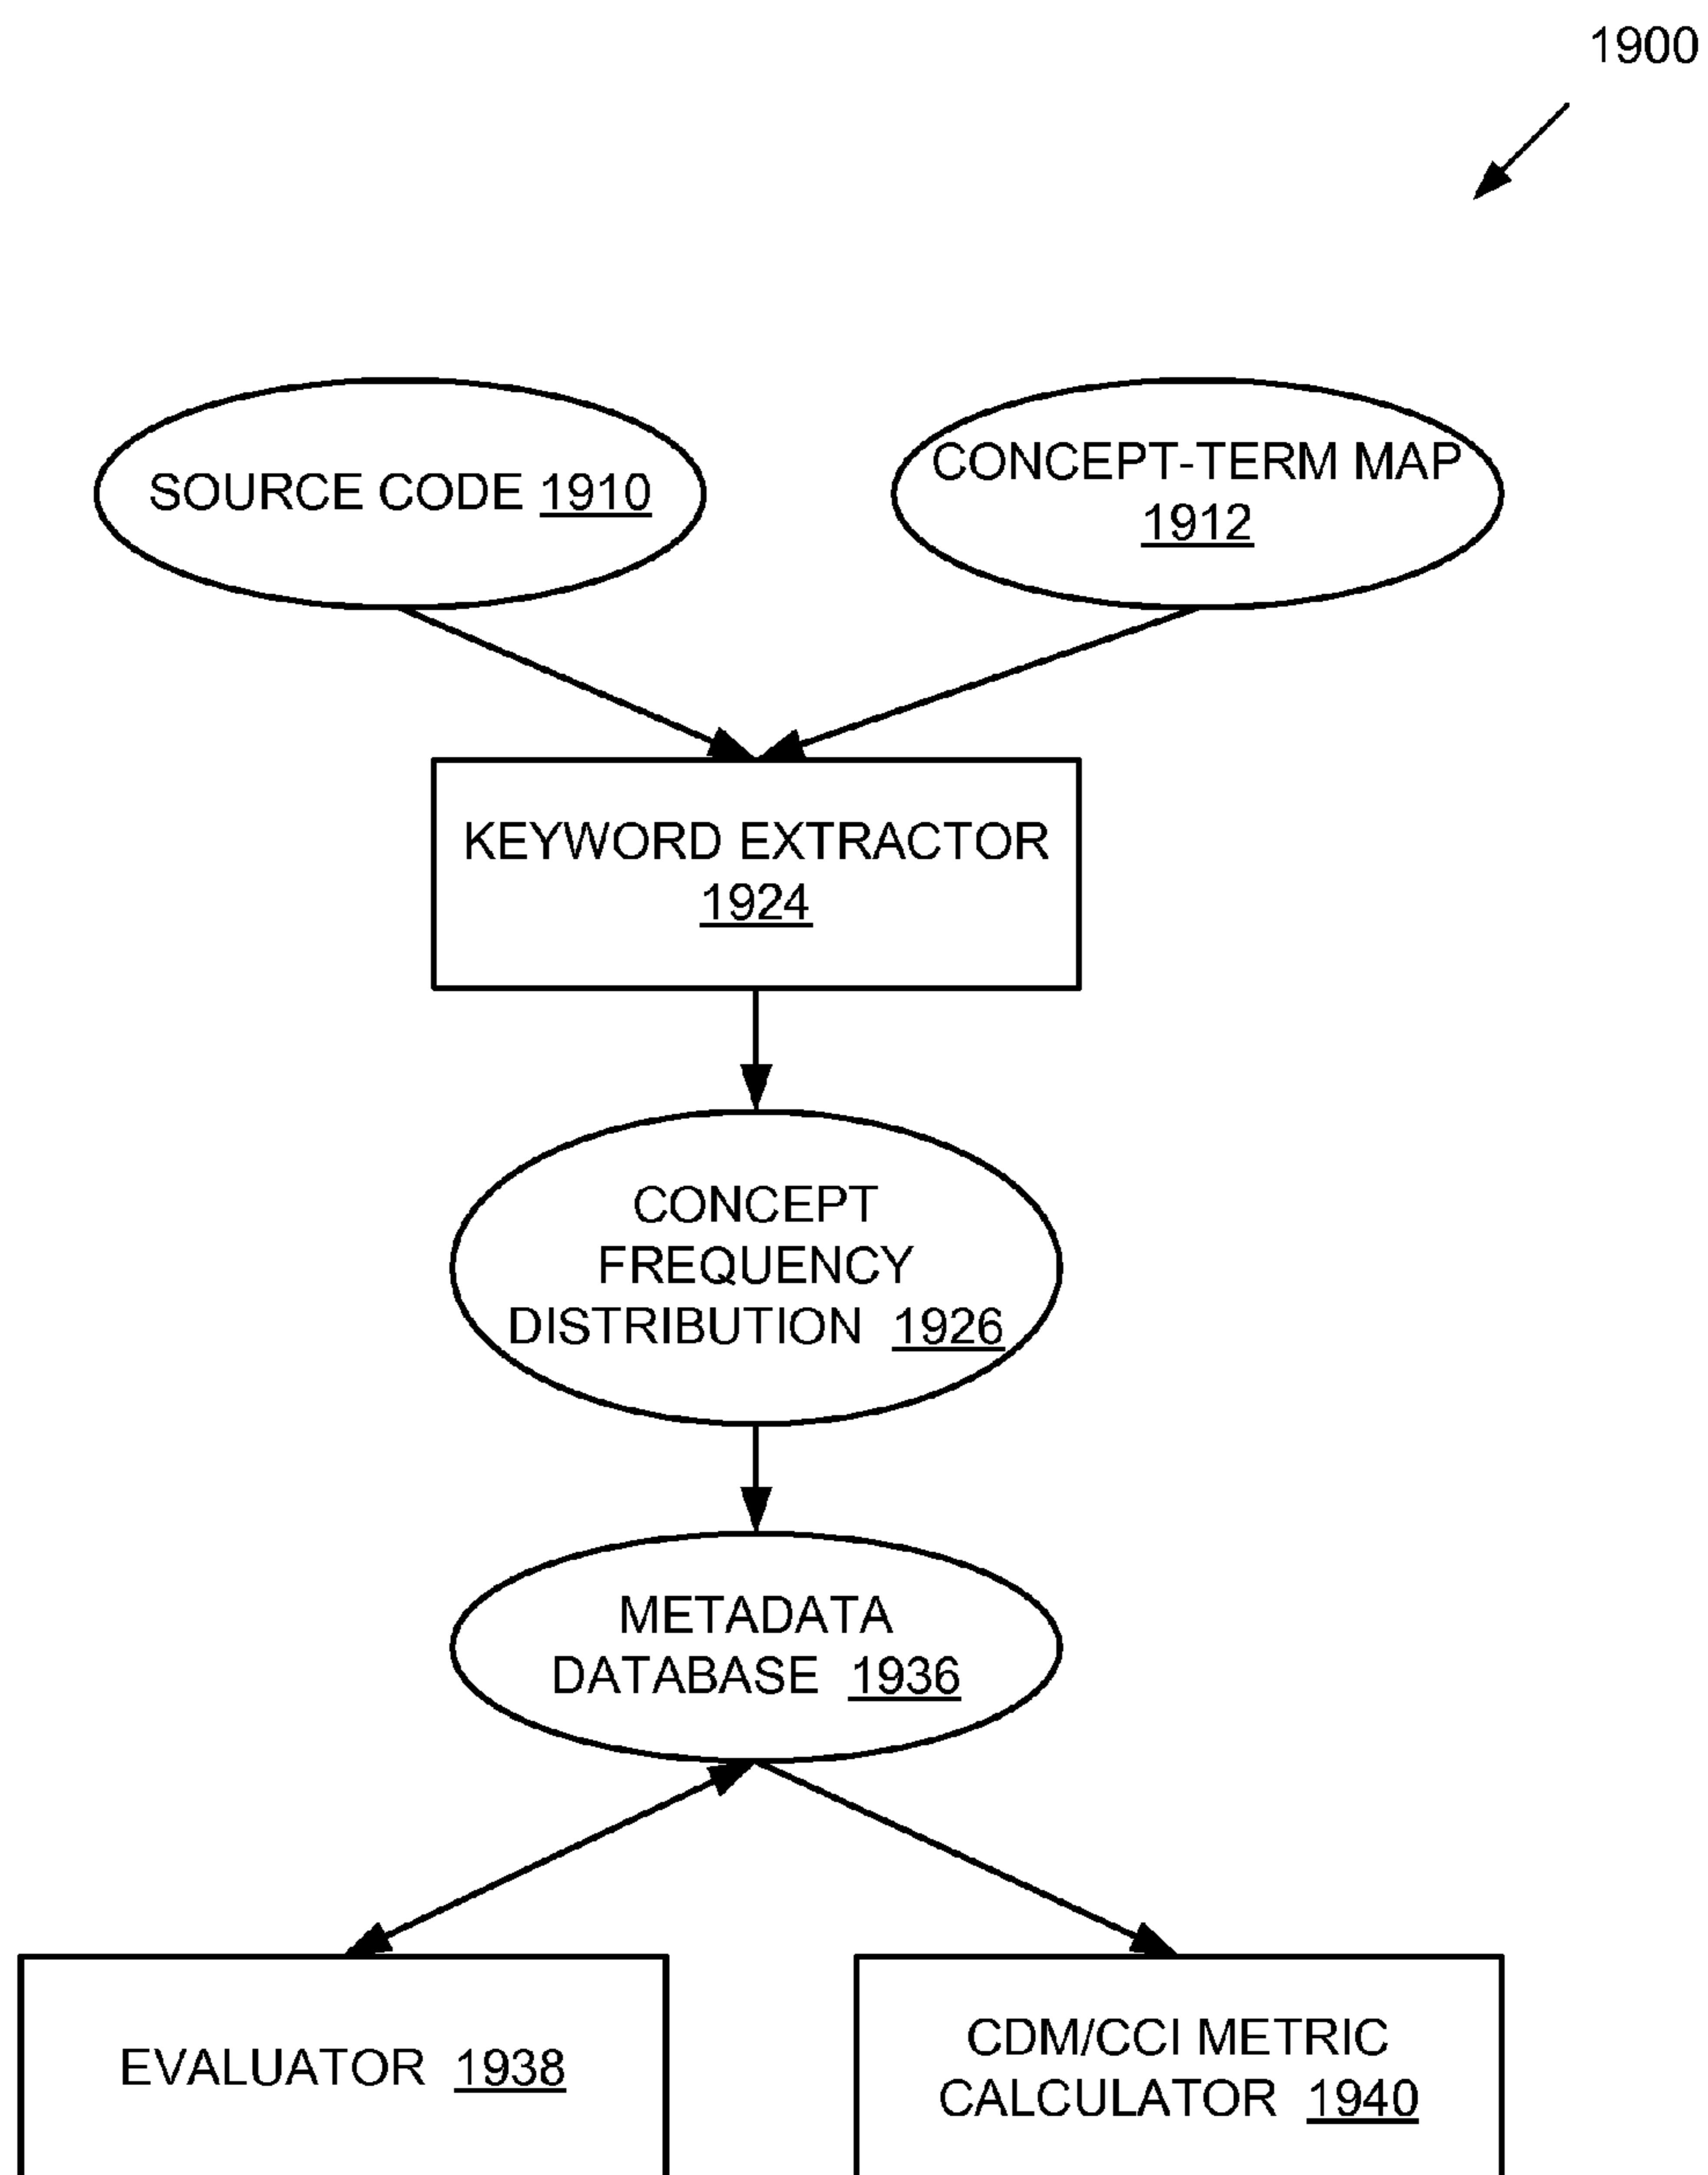 1900
SOURCE CODE 1910
CONCEPT-TERM MAP
1912
KEYWORD EXTRACTOR
1924
CONCEPT
FREQUENCY
DISTRIBUTION 1926
METADATA
DATABASE 1936
EVALUATOR 1938
CDM/CCI METRIC
CALCULATOR 1940